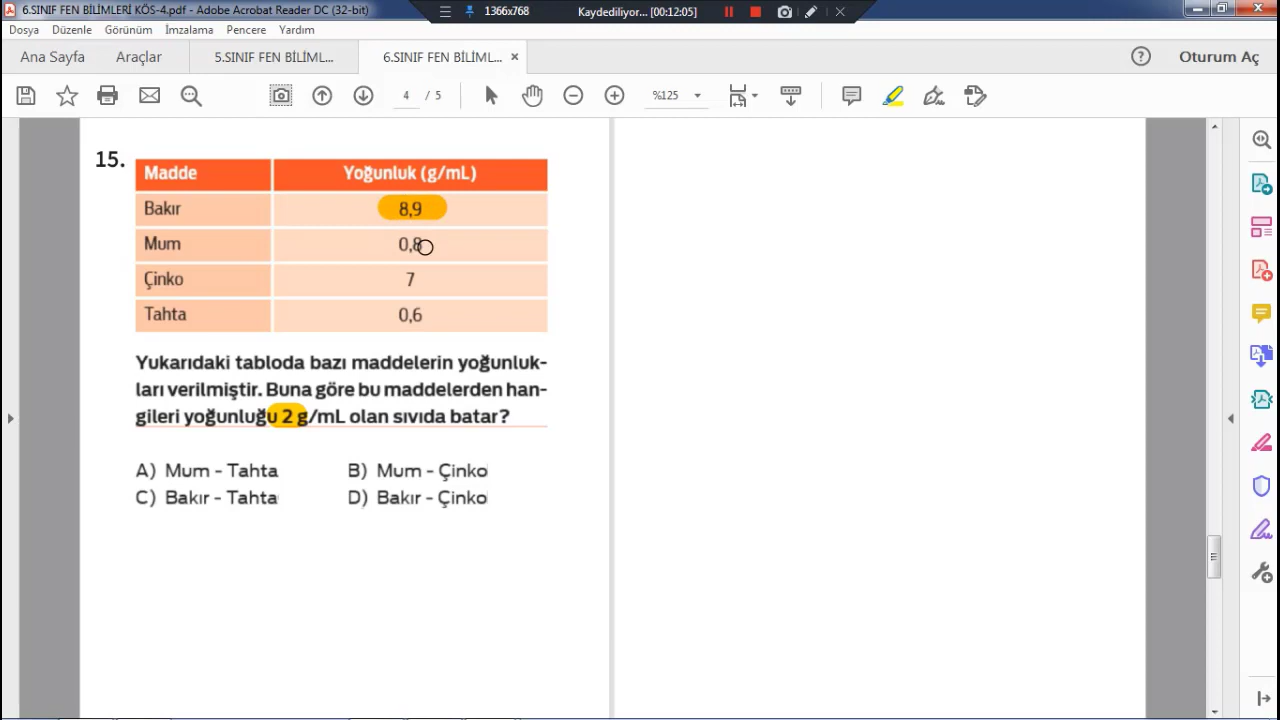 6.SINIF FEN BİLİMLERİ KÖS-4.pdf - Adobe Acrobat Reader DC (32-bit)
1366x768
Kaydediliyor... [00:12:05]
Dosya Düzenle Görünüm İmzalama Pencere Yardım
Ana Sayfa Araçlar 5.SINIF FEN BİLİML... 6.SINIF FEN BİLİML... × Oturum Aç
4 / 5 %125
15.
Madde Yoğunluk (g/mL)
Bakır 8,9
Mum 0,8
Çinko 7
Tahta 0,6
Yukarıdaki tabloda bazı maddelerin yoğunluk-
ları verilmiştir. Buna göre bu maddelerden han-
gileri yoğunluğu 2 g/mL olan sıvıda batar?
A) Mum - Tahta B) Mum - Çinko
C) Bakır - Tahta D) Bakır - Çinko